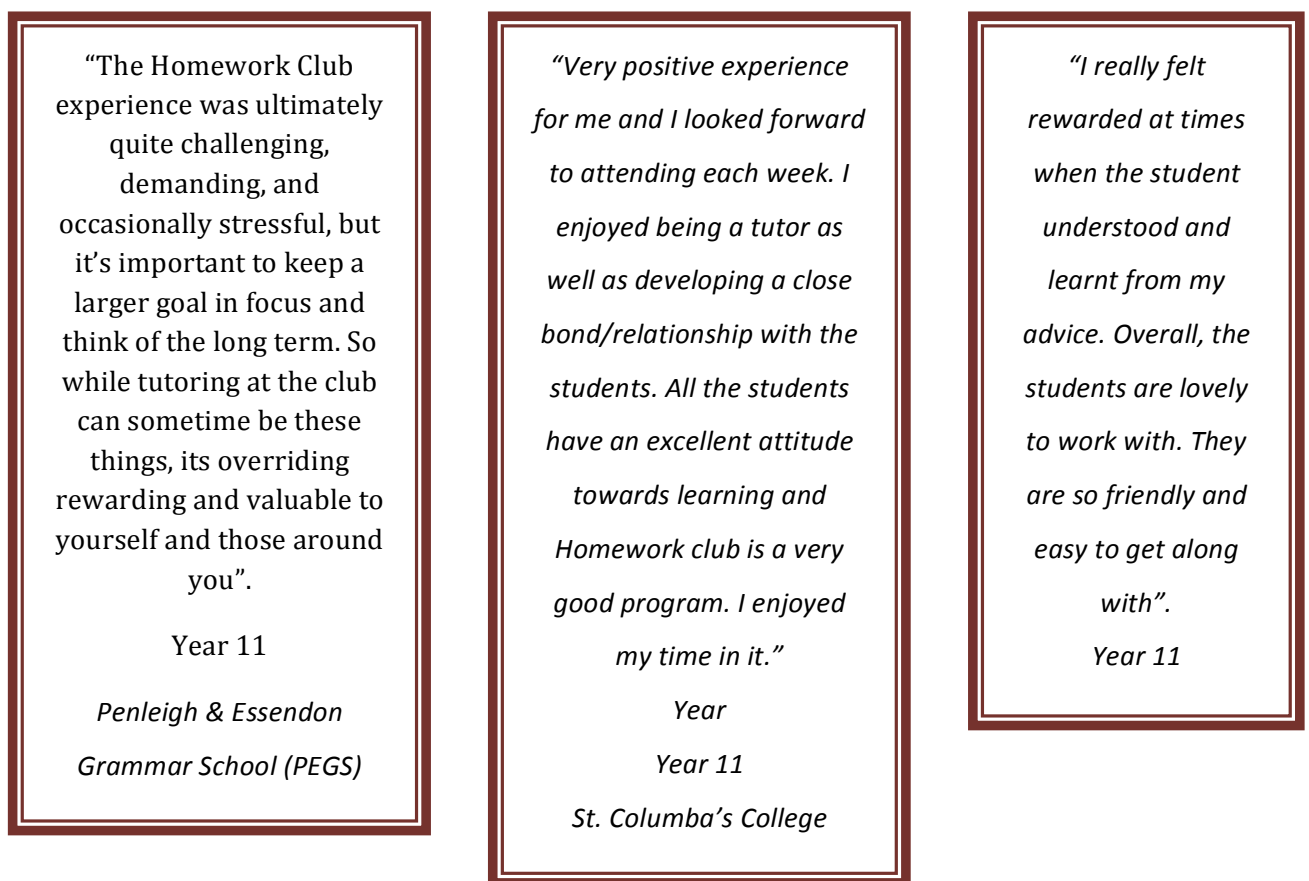 “The Homework Club
experience was ultimately
quite challenging,
demanding, and
occasionally stressful, but
it’s important to keep a
larger goal in focus and
think of the long term. So
while tutoring at the club
can sometime be these
things, its overriding
rewarding and valuable to
yourself and those around
you”.
Year 11
Penleigh & Essendon
Grammar School (PEGS)
“Very positive experience
for me and I looked forward
to attending each week. I
enjoyed being a tutor as
well as developing a close
bond/relationship with the
students. All the students
have an excellent attitude
towards learning and
Homework club is a very
good program. I enjoyed
my time in it.”
Year
Year 11
St. Columba’s College
“I really felt
rewarded at times
when the student
understood and
learnt from my
advice. Overall, the
students are lovely
to work with. They
are so friendly and
easy to get along
with”.
Year 11